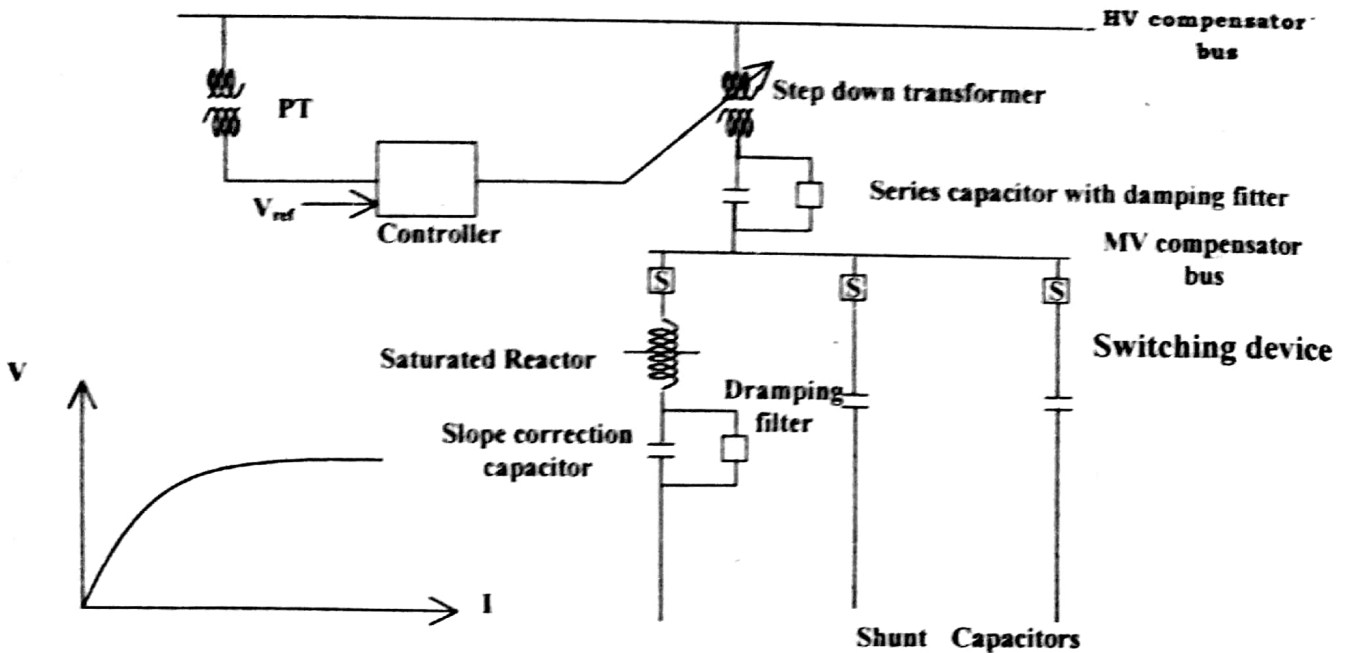 HV compensator
bus
PT
Step down transformer
Series capacitor with damping fitter
Vref
Controller
MV compensator
bus
S
S
S
Switching device
Saturated Reactor
V
Dramping
filter
Slope correction
capacitor
I
Shunt Capacitors